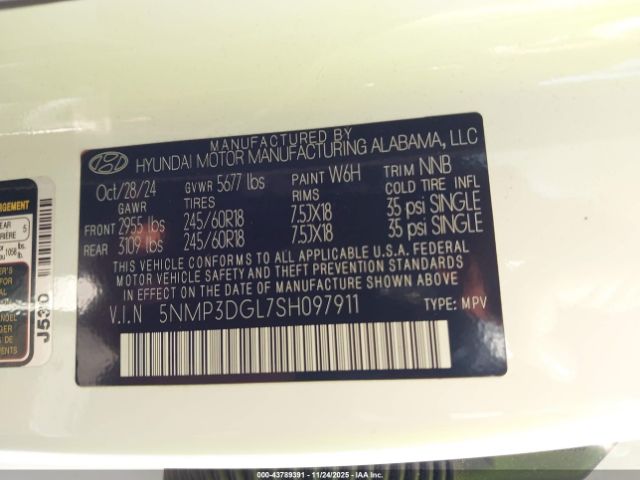 MANUFACTURED BY
HYUNDAI MOTOR MANUFACTURING ALABAMA, LLC
Oct/28/24 GVWR 5677 lbs PAINT W6H TRIM NNB
GAWR TIRES RIMS COLD TIRE INFL
FRONT 2955 lbs 245/60R18 7.5JX18 35 psi SINGLE
REAR 3109 lbs 245/60R18 7.5JX18 35 psi SINGLE
THIS VEHICLE CONFORMS TO ALL APPLICABLE U.S.A. FEDERAL
MOTOR VEHICLE SAFETY AND THEFT PREVENTION STANDARDS
IN EFFECT ON THE DATE OF MANUFACTURE SHOWN ABOVE.
V.I.N 5NMP3DGL7SH097911 TYPE: MPV
J530
000-43789391 - 11/24/2025 - IAA Inc.